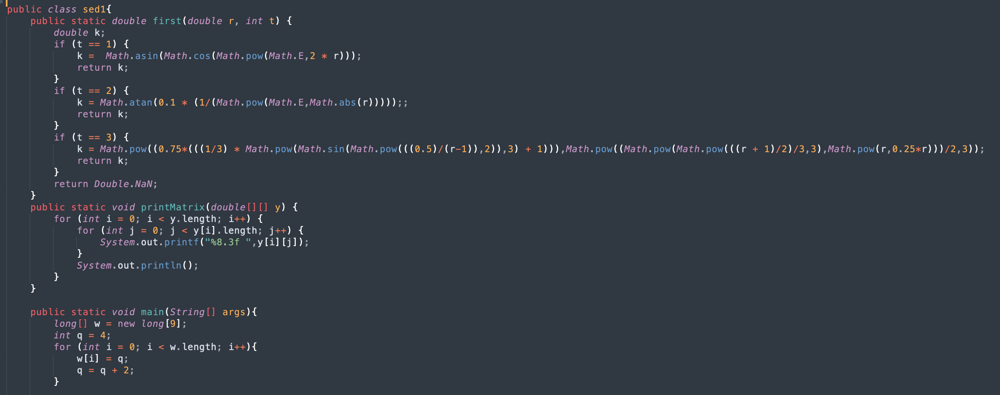 public class sed1{
    public static double first(double r, int t) {
        double k;
        if (t == 1) {
            k =  Math.asin(Math.cos(Math.pow(Math.E,2 * r)));
            return k;
        }
        if (t == 2) {
            k = Math.atan(0.1 * (1/(Math.pow(Math.E,Math.abs(r)))));;
            return k;
        }
        if (t == 3) {
            k = Math.pow((0.75*(((1/3) * Math.pow(Math.sin(Math.pow(((0.5)/(r-1)),2)),3) + 1))),Math.pow((Math.pow(Math.pow(((r + 1)/2)/3,3),Math.pow(r,0.25*r)))/2,3));
            return k;
        }
        return Double.NaN;
    }
    public static void printMatrix(double[][] y) {
        for (int i = 0; i < y.length; i++) {
            for (int j = 0; j < y[i].length; j++) {
                System.out.printf("%8.3f ",y[i][j]);
            }
            System.out.println();
        }
    }

    public static void main(String[] args){
        long[] w = new long[9];
        int q = 4;
        for (int i = 0; i < w.length; i++){
            w[i] = q;
            q = q + 2;
        }